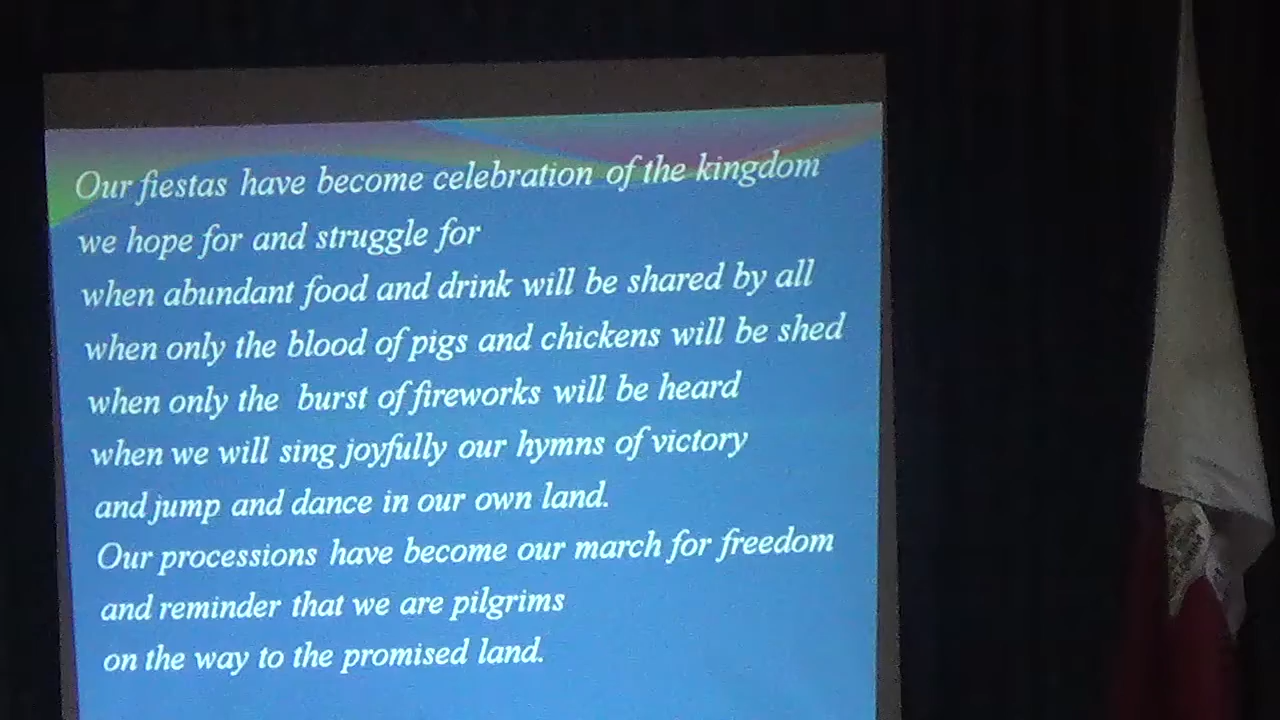 Our fiestas have become celebration of the kingdom
we hope for and struggle for
when abundant food and drink will be shared by all
when only the blood of pigs and chickens will be shed
when only the burst of fireworks will be heard
when we will sing joyfully our hymns of victory
and jump and dance in our own land.
Our processions have become our march for freedom
and reminder that we are pilgrims
on the way to the promised land.